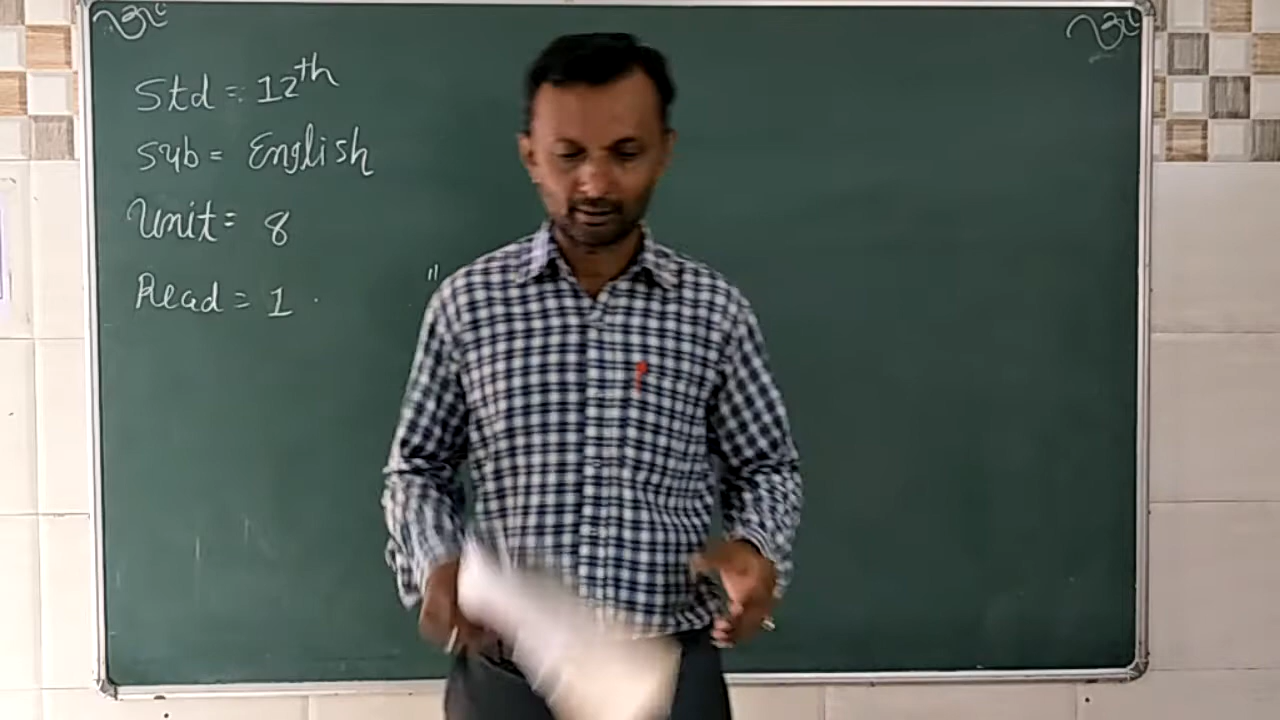 Std = 12th
Sub = English
Unit = 8
Read = 1
"